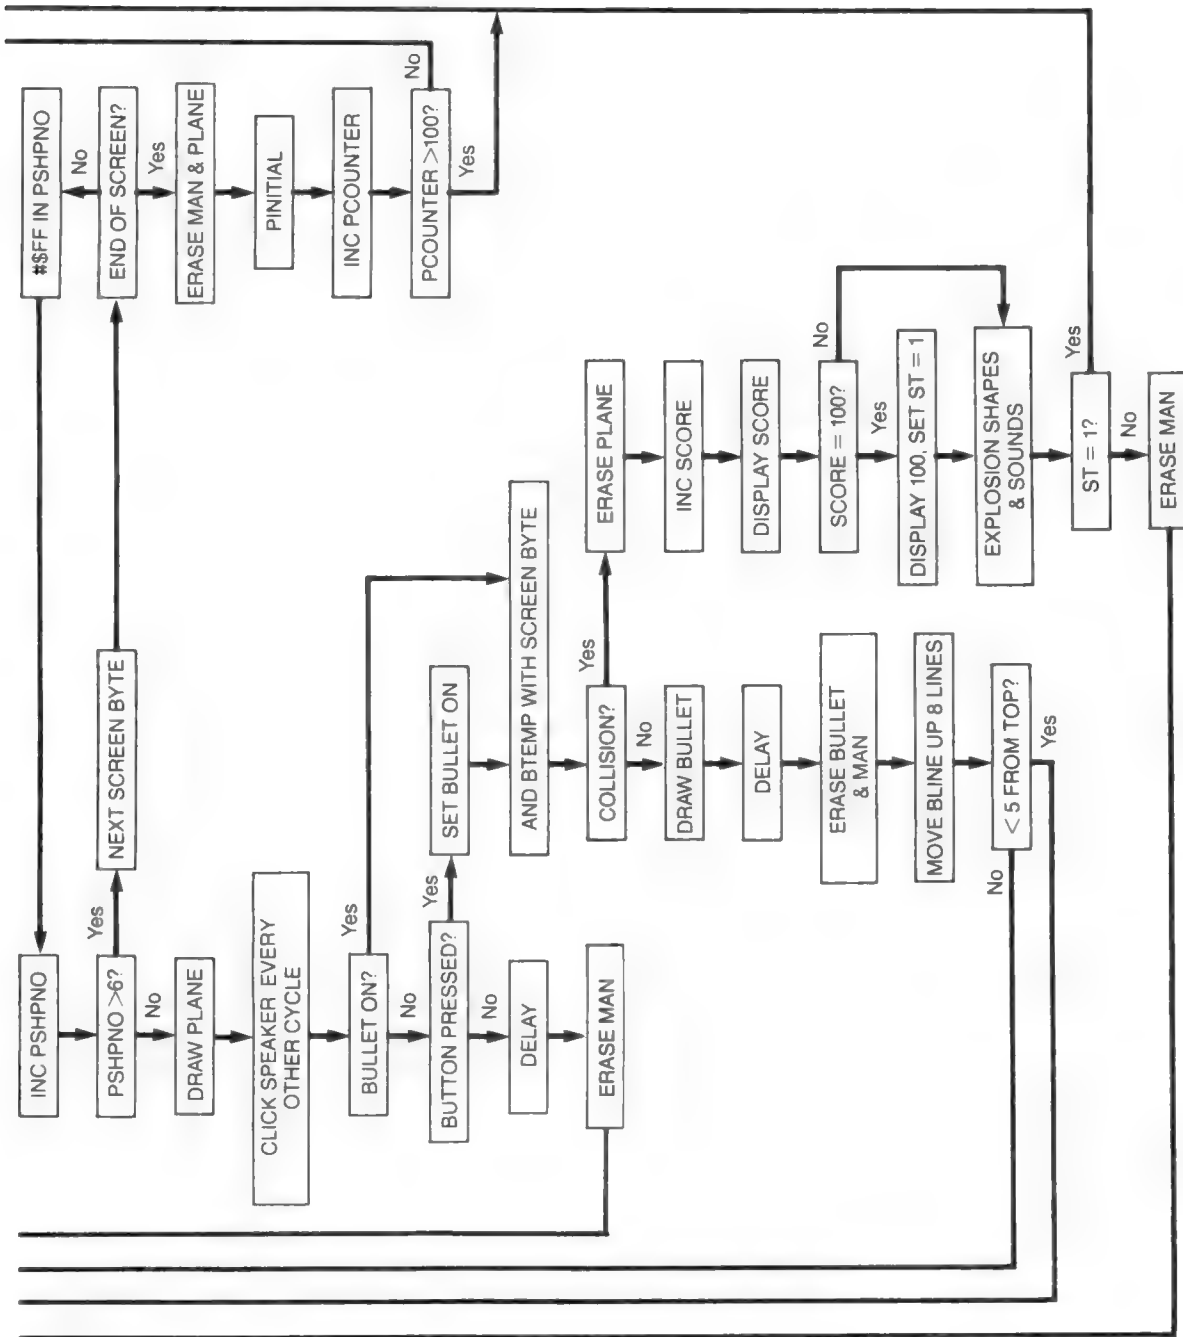 INC PSHPNO
PSHPNO >6?
Yes
No
DRAW PLANE
CLICK SPEAKER EVERY
OTHER CYCLE
BULLET ON?
Yes
No
BUTTON PRESSED?
Yes
No
DELAY
ERASE MAN
NEXT SCREEN BYTE
SET BULLET ON
AND BTEMP WITH SCREEN BYTE
COLLISION?
Yes
No
DRAW BULLET
DELAY
ERASE BULLET
& MAN
MOVE BLINE UP 8 LINES
< 5 FROM TOP?
No
Yes
#$FF IN PSHPNO
No
END OF SCREEN?
Yes
ERASE MAN & PLANE
PINITIAL
INC PCOUNTER
PCOUNTER >100?
No
Yes
ERASE PLANE
INC SCORE
DISPLAY SCORE
SCORE = 100?
No
Yes
DISPLAY 100, SET ST = 1
EXPLOSION SHAPES
& SOUNDS
ST = 1?
Yes
No
ERASE MAN